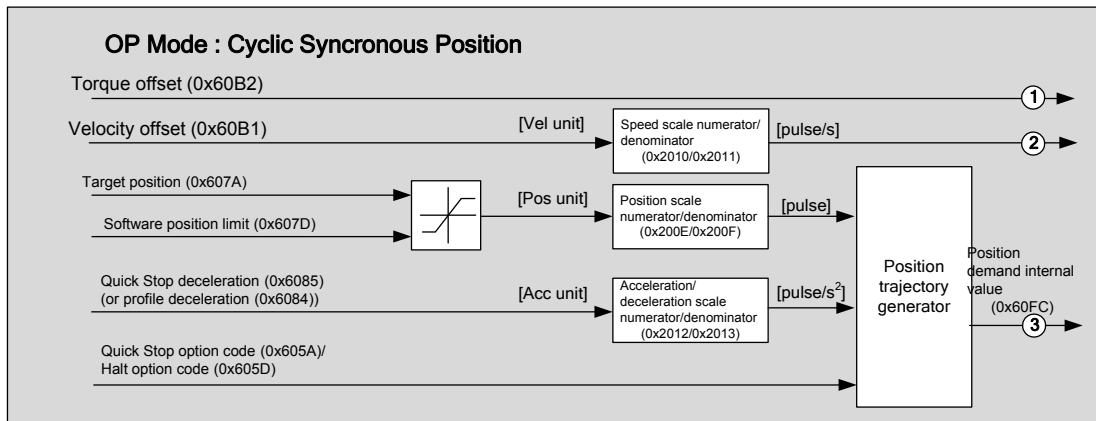 OP Mode : Cyclic Syncronous Position
Torque offset (0x60B2)
1
Velocity offset (0x60B1)
[Vel unit]
Speed scale numerator/
denominator
(0x2010/0x2011)
[pulse/s]
2
Target position (0x607A)
Software position limit (0x607D)
[Pos unit]
Position scale
numerator/denominator
(0x200E/0x200F)
[pulse]
Quick Stop deceleration (0x6085)
(or profile deceleration (0x6084))
[Acc unit]
Acceleration/
deceleration scale
numerator/denominator
(0x2012/0x2013)
[pulse/s²]
Quick Stop option code (0x605A)/
Halt option code (0x605D)
Position
trajectory
generator
Position
demand internal
value
(0x60FC)
3